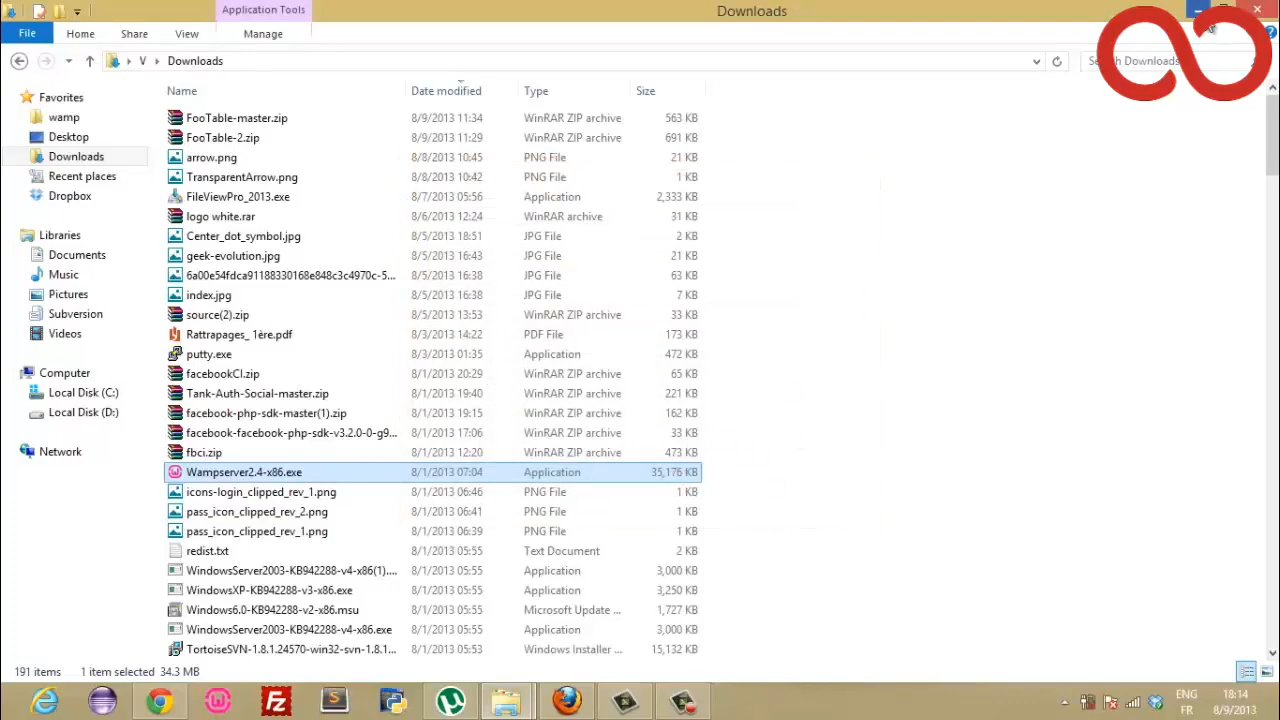 Application Tools
Downloads
File Home Share View Manage
V Downloads
Search Downloads
Name Date modified Type Size
Favorites
wamp
Desktop
Downloads
Recent places
Dropbox
Libraries
Documents
Music
Pictures
Subversion
Videos
Computer
Local Disk (C:)
Local Disk (D:)
Network
FooTable-master.zip 8/9/2013 11:34 WinRAR ZIP archive 563 KB
FooTable-2.zip 8/9/2013 11:29 WinRAR ZIP archive 691 KB
arrow.png 8/8/2013 10:45 PNG File 21 KB
TransparentArrow.png 8/8/2013 10:42 PNG File 1 KB
FileViewPro_2013.exe 8/7/2013 05:56 Application 2,333 KB
logo white.rar 8/6/2013 12:24 WinRAR archive 31 KB
Center_dot_symbol.jpg 8/5/2013 18:51 JPG File 2 KB
geek-evolution.jpg 8/5/2013 16:43 JPG File 21 KB
6a00e54fdca91188330168e848c3c4970c-5... 8/5/2013 16:38 JPG File 63 KB
index.jpg 8/5/2013 16:38 JPG File 7 KB
source(2).zip 8/5/2013 13:53 WinRAR ZIP archive 33 KB
Rattrapages_ 1ère.pdf 8/3/2013 14:22 PDF File 173 KB
putty.exe 8/3/2013 01:35 Application 472 KB
facebookCI.zip 8/1/2013 20:29 WinRAR ZIP archive 65 KB
Tank-Auth-Social-master.zip 8/1/2013 19:40 WinRAR ZIP archive 221 KB
facebook-php-sdk-master(1).zip 8/1/2013 19:15 WinRAR ZIP archive 162 KB
facebook-facebook-php-sdk-v3.2.0-0-g9... 8/1/2013 17:06 WinRAR ZIP archive 33 KB
fbci.zip 8/1/2013 12:20 WinRAR ZIP archive 473 KB
Wampserver2.4-x86.exe 8/1/2013 07:04 Application 35,176 KB
icons-login_clipped_rev_1.png 8/1/2013 06:46 PNG File 1 KB
pass_icon_clipped_rev_2.png 8/1/2013 06:41 PNG File 1 KB
pass_icon_clipped_rev_1.png 8/1/2013 06:39 PNG File 1 KB
redist.txt 8/1/2013 05:55 Text Document 2 KB
WindowsServer2003-KB942288-v4-x86(1).... 8/1/2013 05:55 Application 3,000 KB
WindowsXP-KB942288-v3-x86.exe 8/1/2013 05:55 Application 3,250 KB
Windows6.0-KB942288-v2-x86.msu 8/1/2013 05:55 Microsoft Update ... 1,727 KB
WindowsServer2003-KB942288-v4-x86.exe 8/1/2013 05:55 Application 3,000 KB
TortoiseSVN-1.8.1.24570-win32-svn-1.8.1... 8/1/2013 05:53 Windows Installer ... 15,132 KB
191 items 1 item selected 34.3 MB
ENG 18:14
FR 8/9/2013